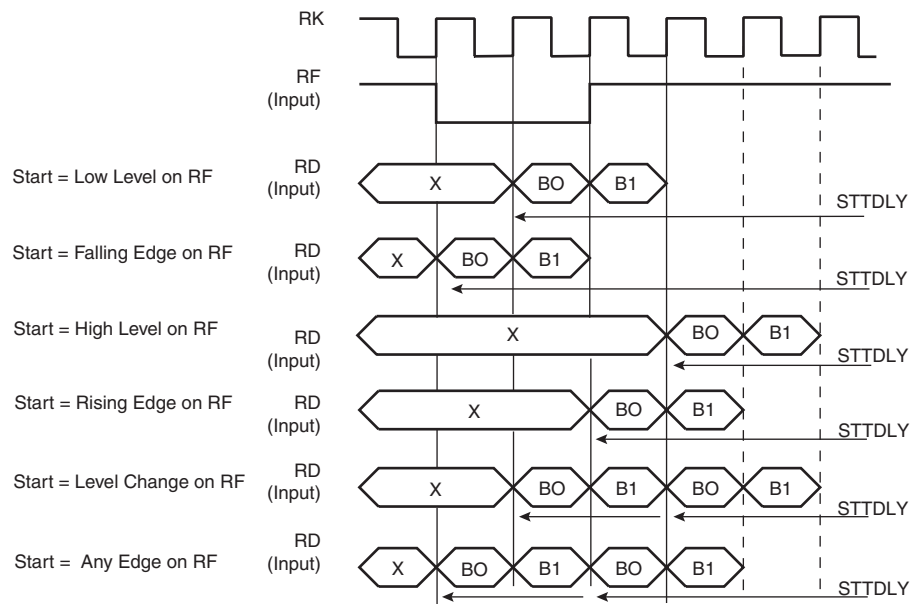 RK
RF
(Input)
Start = Low Level on RF
RD
(Input)
X
BO
B1
STTDLY
Start = Falling Edge on RF
RD
(Input)
X
BO
B1
STTDLY
Start = High Level on RF
RD
(Input)
X
BO
B1
STTDLY
Start = Rising Edge on RF
RD
(Input)
X
BO
B1
STTDLY
Start = Level Change on RF
RD
(Input)
X
BO
B1
BO
B1
STTDLY
Start = Any Edge on RF
RD
(Input)
X
BO
B1
BO
B1
STTDLY